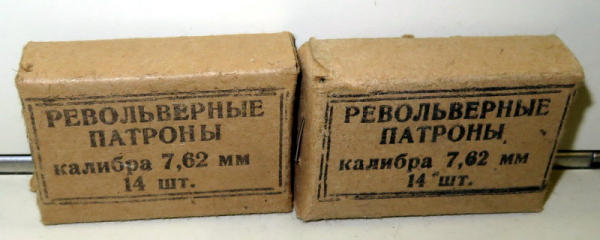 РЕВОЛЬВЕРНЫЕ
ПАТРОНЫ
калибра 7,62 мм
14 шт.
РЕВОЛЬВЕРНЫЕ
ПАТРОНЫ
калибра 7,62 мм
14 шт.